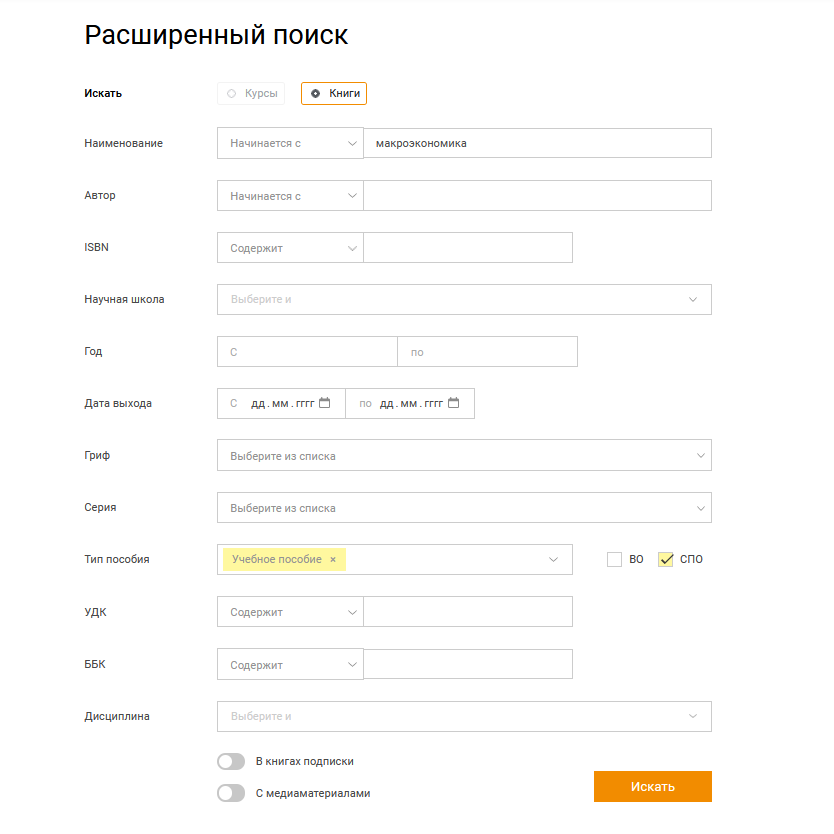 Расширенный поиск
Искать Курсы Книги
Наименование Начинается с макроэкономика
Автор Начинается с
ISBN Содержит
Научная школа Выберите и
Год С по
Дата выхода С дд.мм.гггг по дд.мм.гггг
Гриф Выберите из списка
Серия Выберите из списка
Тип пособия Учебное пособие × ВО СПО
УДК Содержит
ББК Содержит
Дисциплина Выберите и
В книгах подписки
С медиаматериалами Искать